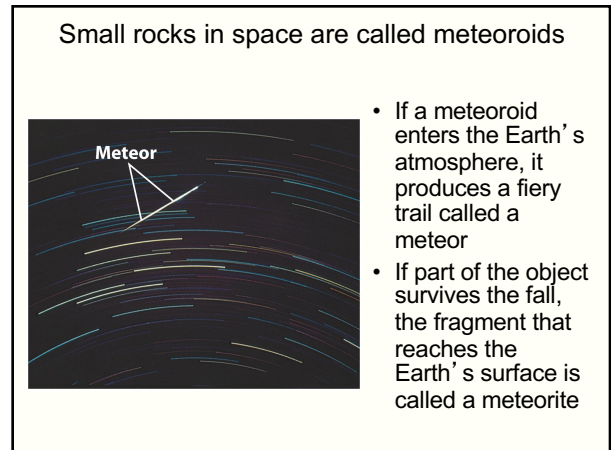 Small rocks in space are called meteoroids
Meteor
• If a meteoroid
enters the Earth's
atmosphere, it
produces a fiery
trail called a
meteor
• If part of the object
survives the fall,
the fragment that
reaches the
Earth's surface is
called a meteorite